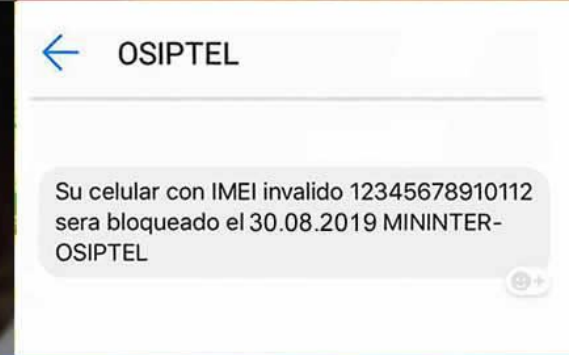 OSIPTEL
Su celular con IMEI invalido 12345678910112
sera bloqueado el 30.08.2019 MININTER-
OSIPTEL